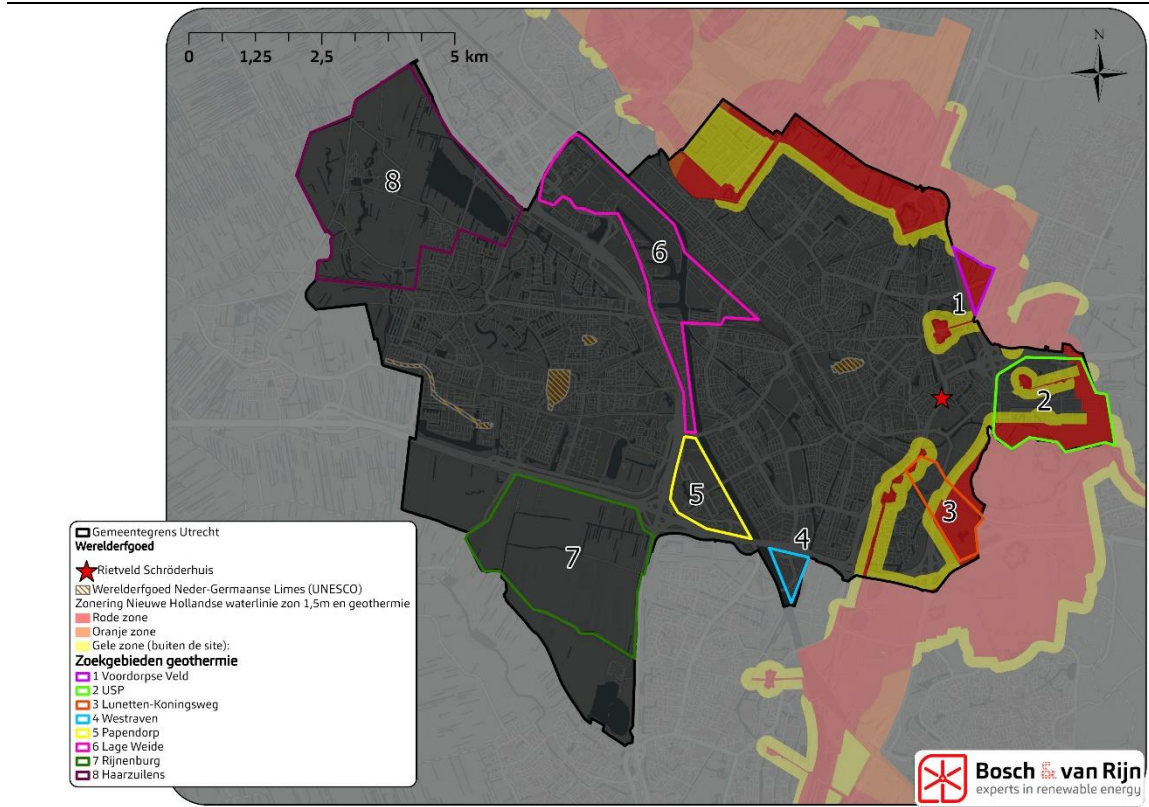 0 1,25 2,5 5 km
N
8
6
1
2
3
5
4
7
Gemeentegrens Utrecht
Werelderfgoed
Rietveld Schröderhuis
Werelderfgoed Neder-Germaanse Limes (UNESCO)
Zonering Nieuwe Hollandse waterlinie zon 1,5m en geothermie
Rode zone
Oranje zone
Gele zone (buiten de site):
Zoekgebieden geothermie
1 Voordorpse Veld
2 USP
3 Lunetten-Koningsweg
4 Westraven
5 Papendorp
6 Lage Weide
7 Rijnenburg
8 Haarzuilens
Bosch & van Rijn
experts in renewable energy